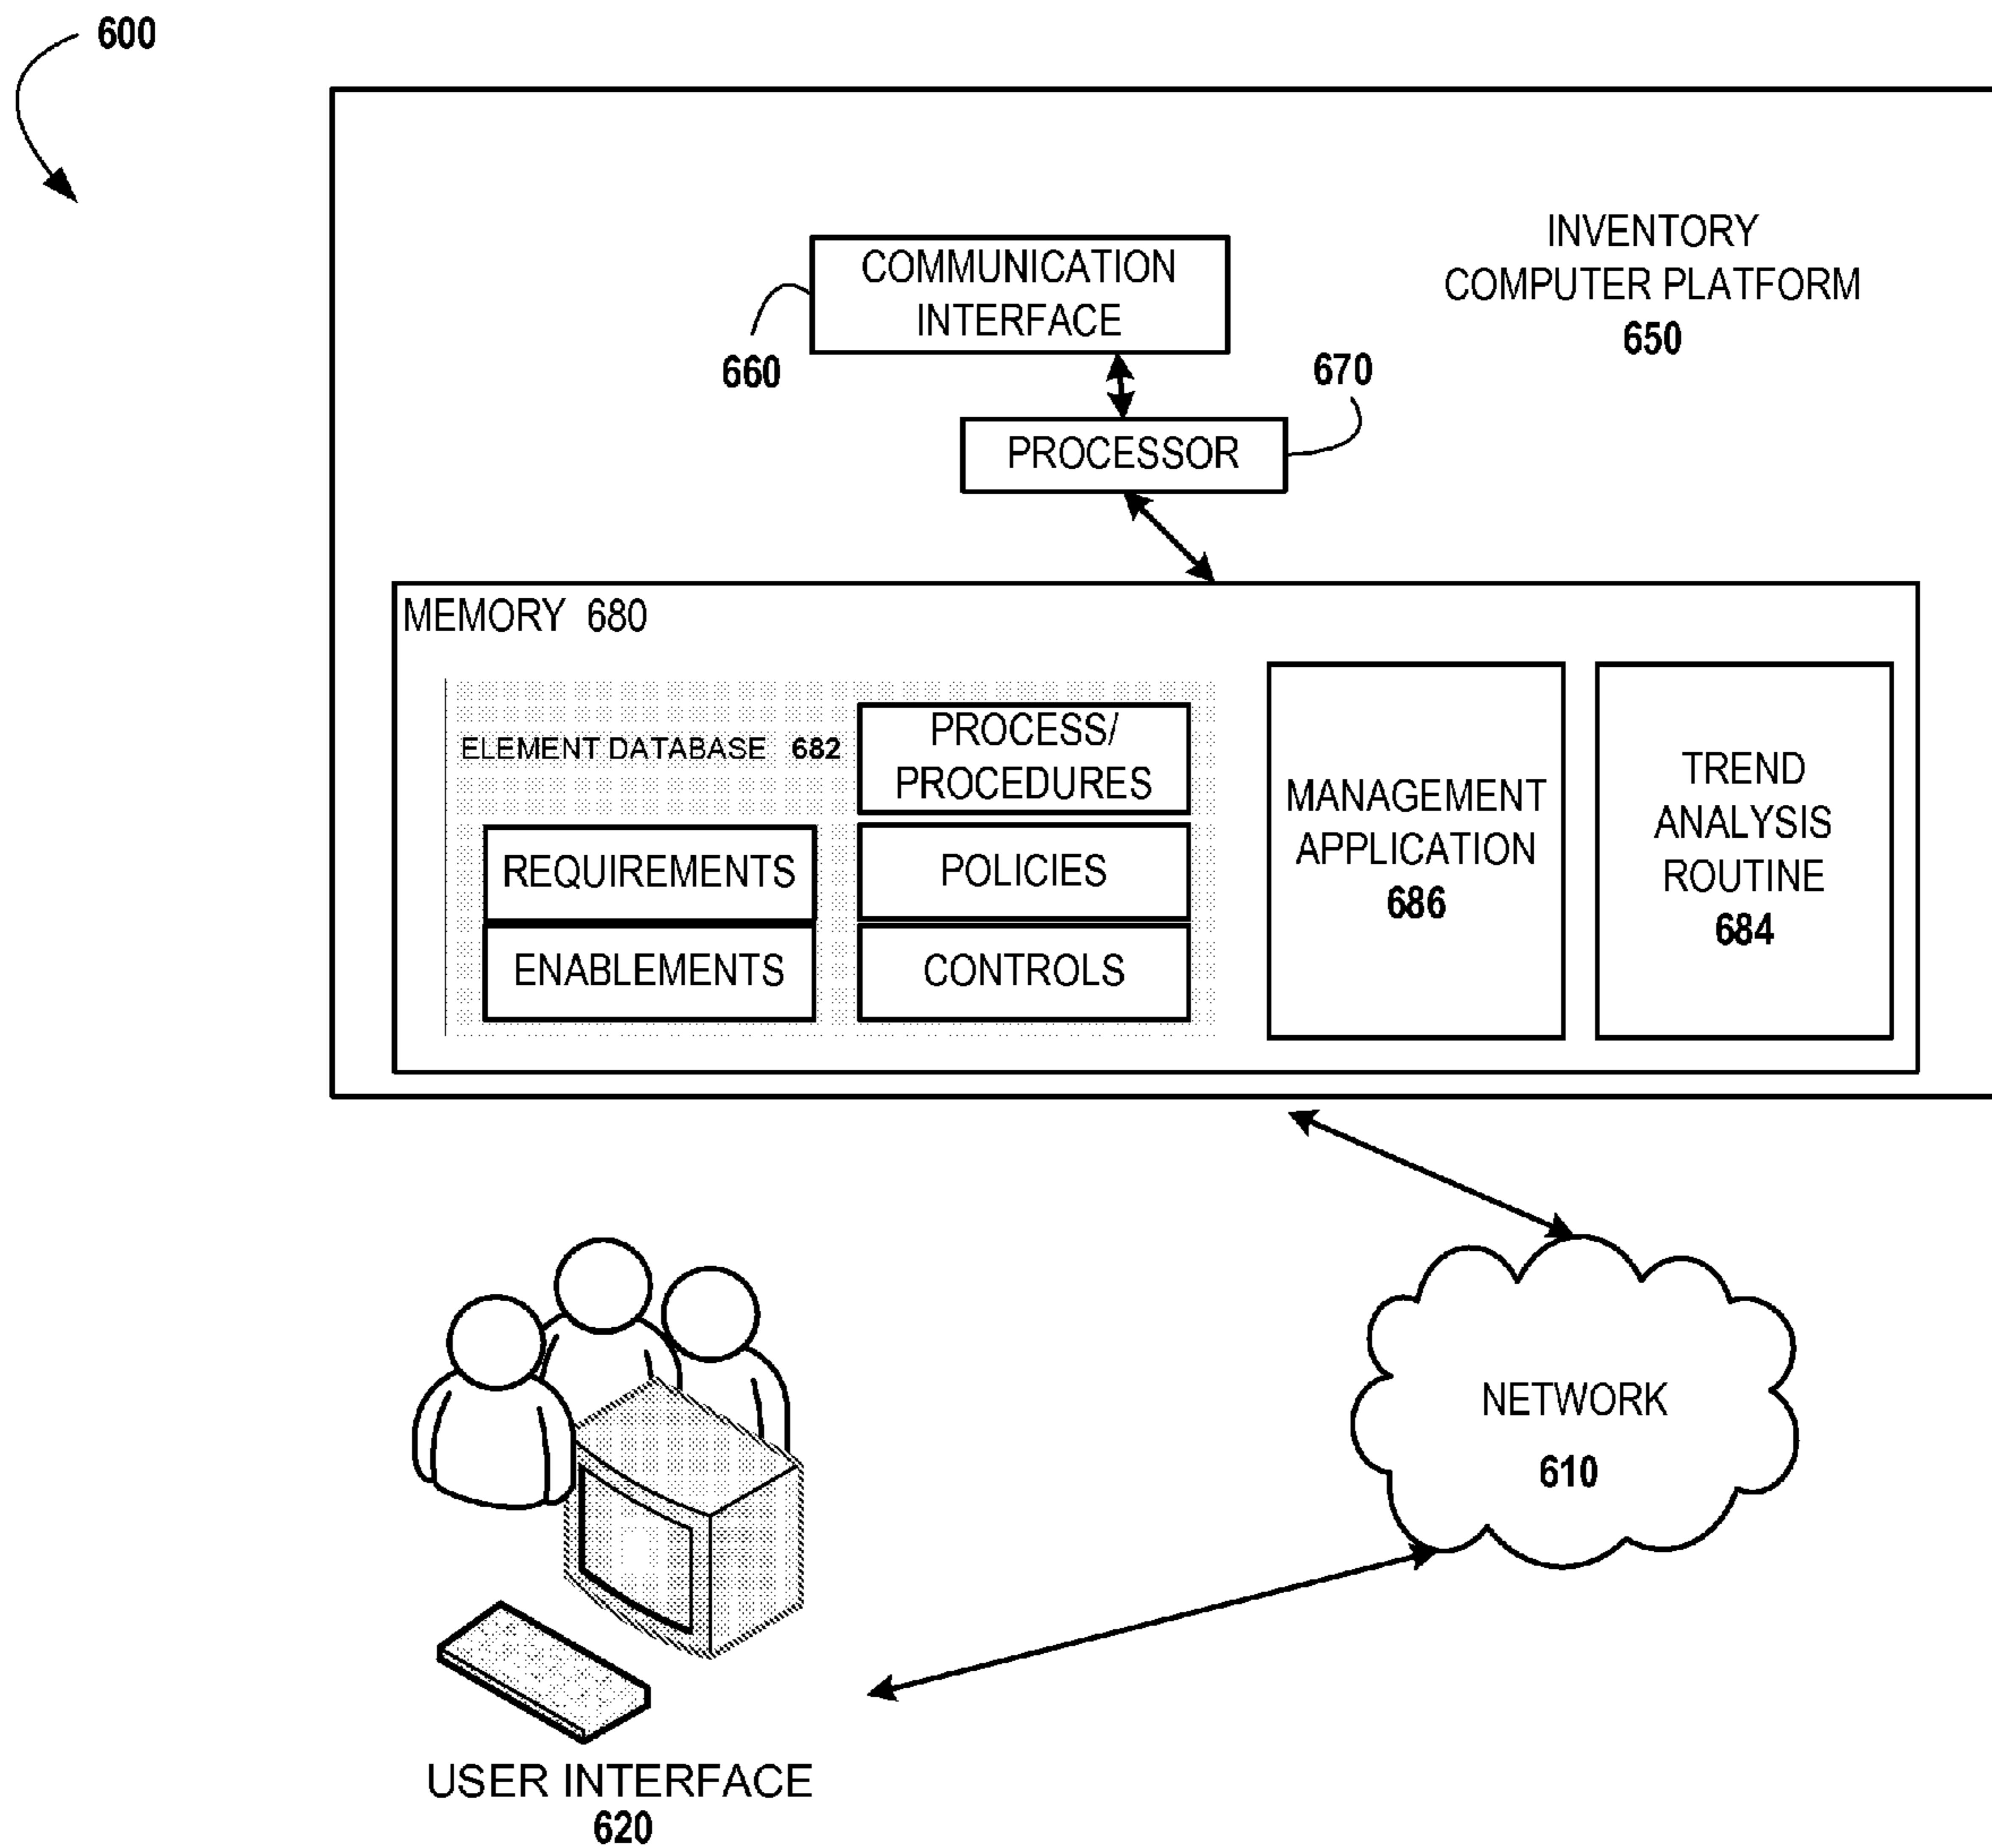 600
INVENTORY
COMPUTER PLATFORM
650
COMMUNICATION
INTERFACE
660
670
PROCESSOR
MEMORY 680
ELEMENT DATABASE 682
PROCESS/
PROCEDURES
REQUIREMENTS
POLICIES
ENABLEMENTS
CONTROLS
MANAGEMENT
APPLICATION
686
TREND
ANALYSIS
ROUTINE
684
NETWORK
610
USER INTERFACE
620